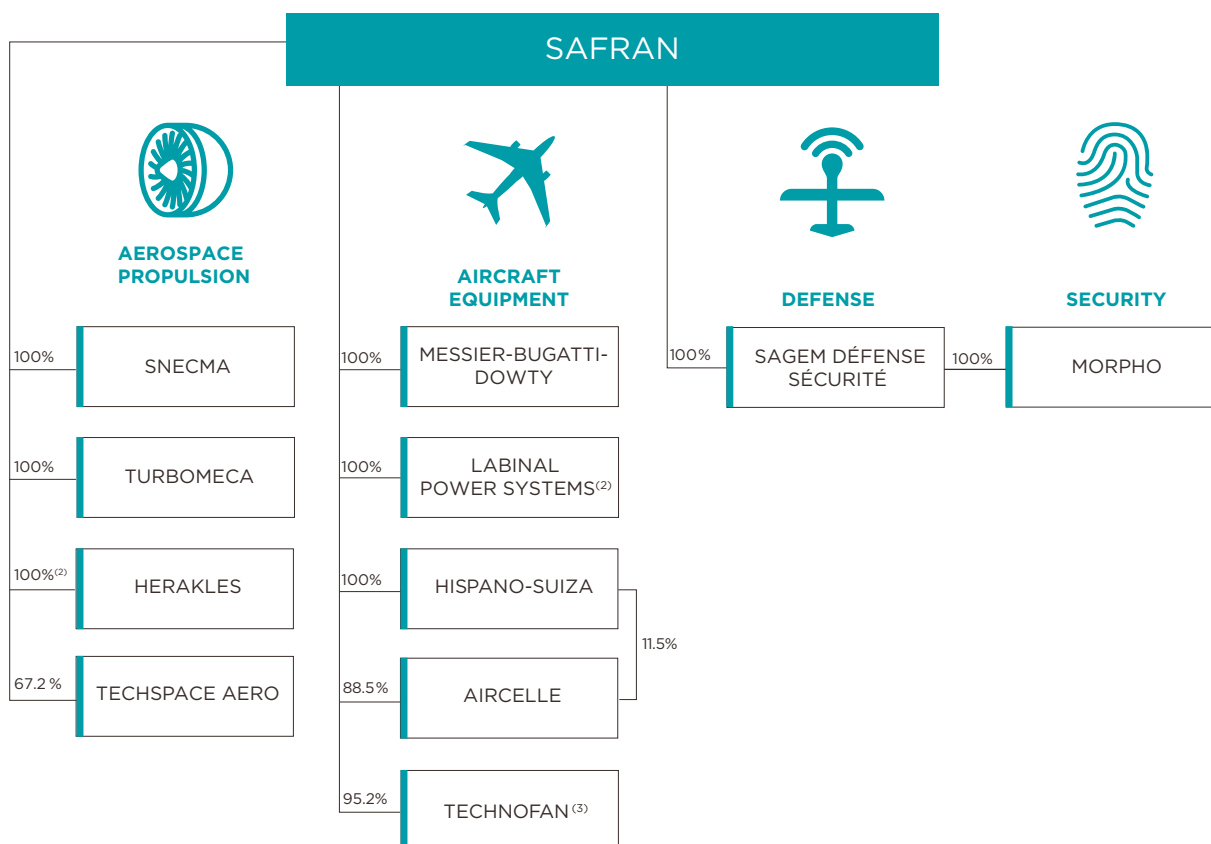 SAFRAN
AEROSPACE
PROPULSION
100%
SNECMA
100%
TURBOMECA
100%(2)
HERAKLES
67.2 %
TECHSPACE AERO
AIRCRAFT
EQUIPMENT
100%
MESSIER-BUGATTI-
DOWTY
100%
LABINAL
POWER SYSTEMS(2)
100%
HISPANO-SUIZA
11.5%
88.5%
AIRCELLE
95.2%
TECHNOFAN (3)
DEFENSE
100%
SAGEM DÉFENSE
SÉCURITÉ
SECURITY
100%
MORPHO